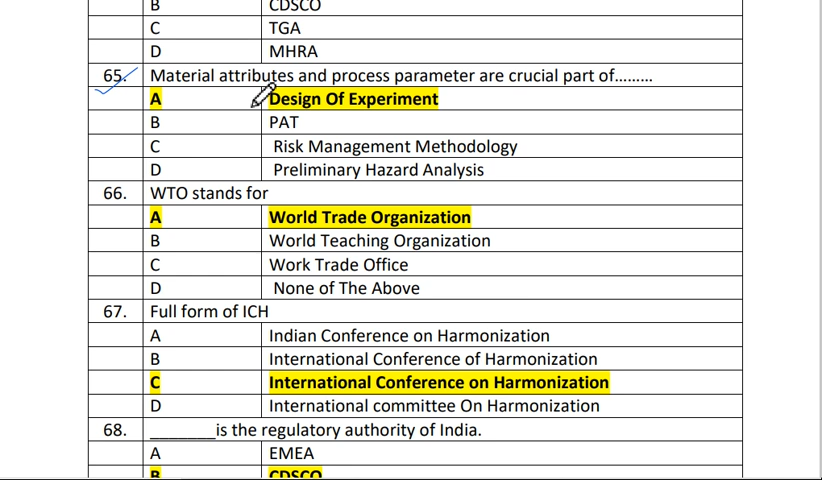 B CDSCO
C TGA
D MHRA
65. Material attributes and process parameter are crucial part of.........
A Design Of Experiment
B PAT
C Risk Management Methodology
D Preliminary Hazard Analysis
66. WTO stands for
A World Trade Organization
B World Teaching Organization
C Work Trade Office
D None of The Above
67. Full form of ICH
A Indian Conference on Harmonization
B International Conference of Harmonization
C International Conference on Harmonization
D International committee On Harmonization
68. _______is the regulatory authority of India.
A EMEA
B CDSCO